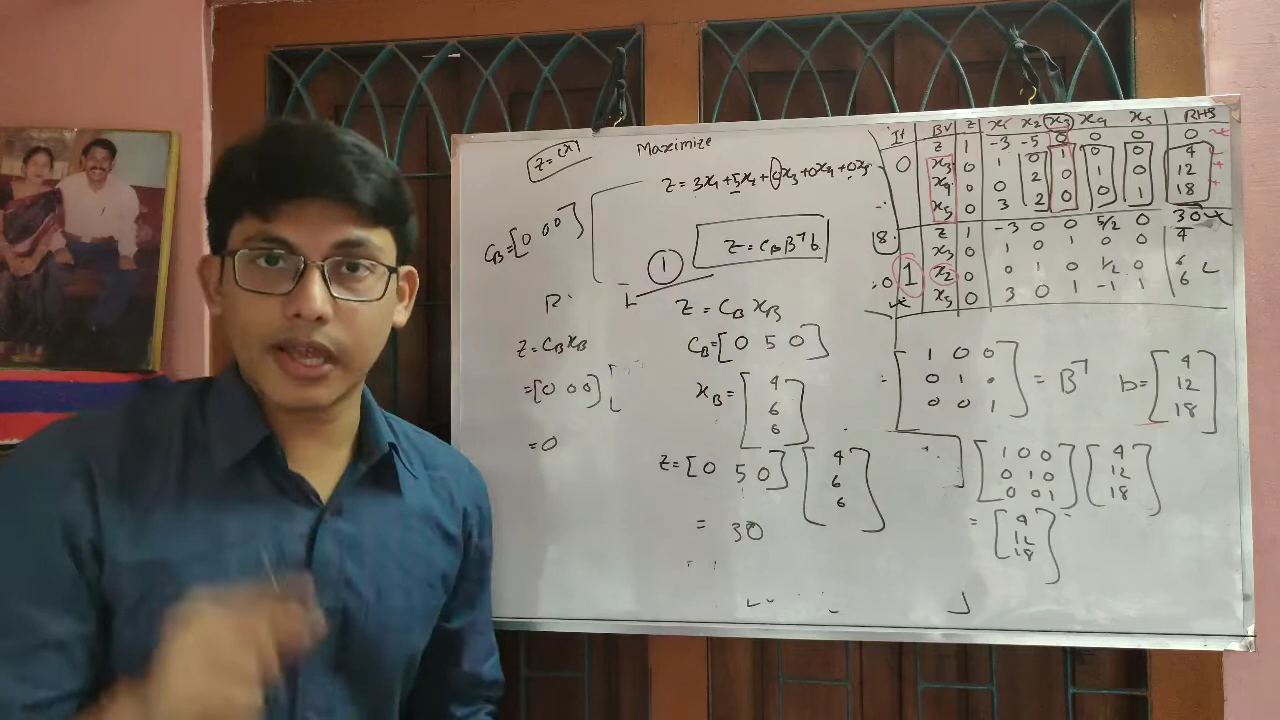 Z=(x)
Maximize
Z = 3x₁+5x₂+0x₃+0x₄+0x₅
C_B=[0 0 0]
① Z=C_B B⁻¹b
Z = C_B X_B
Z=C_B X_B
=[0 0 0]
=0
C_B=[0 5 0]
X_B=[4
6
6]
Z=[0 5 0] [4
6
6]
= 30
It BV Z x₁ x₂ x₃ x₄ x₅ RHS
Z 1 -3 -5 0 0 0 0
0 x₃ 0 1 0 1 0 0 4
x₄ 0 0 2 0 1 0 12
x₅ 0 3 2 0 0 1 18
Z 1 -3 0 0 5/2 0 30
x₃ 0 1 0 1 0 0 4
1 x₂ 0 0 1 0 1/2 0 6
x₅ 0 3 0 1 -1 1 6
=[1 0 0
0 1 0
0 0 1] = B⁻¹
b=[4
12
18]
[1 0 0
0 1 0
0 0 1] [4
12
18]
=[4
12
18]